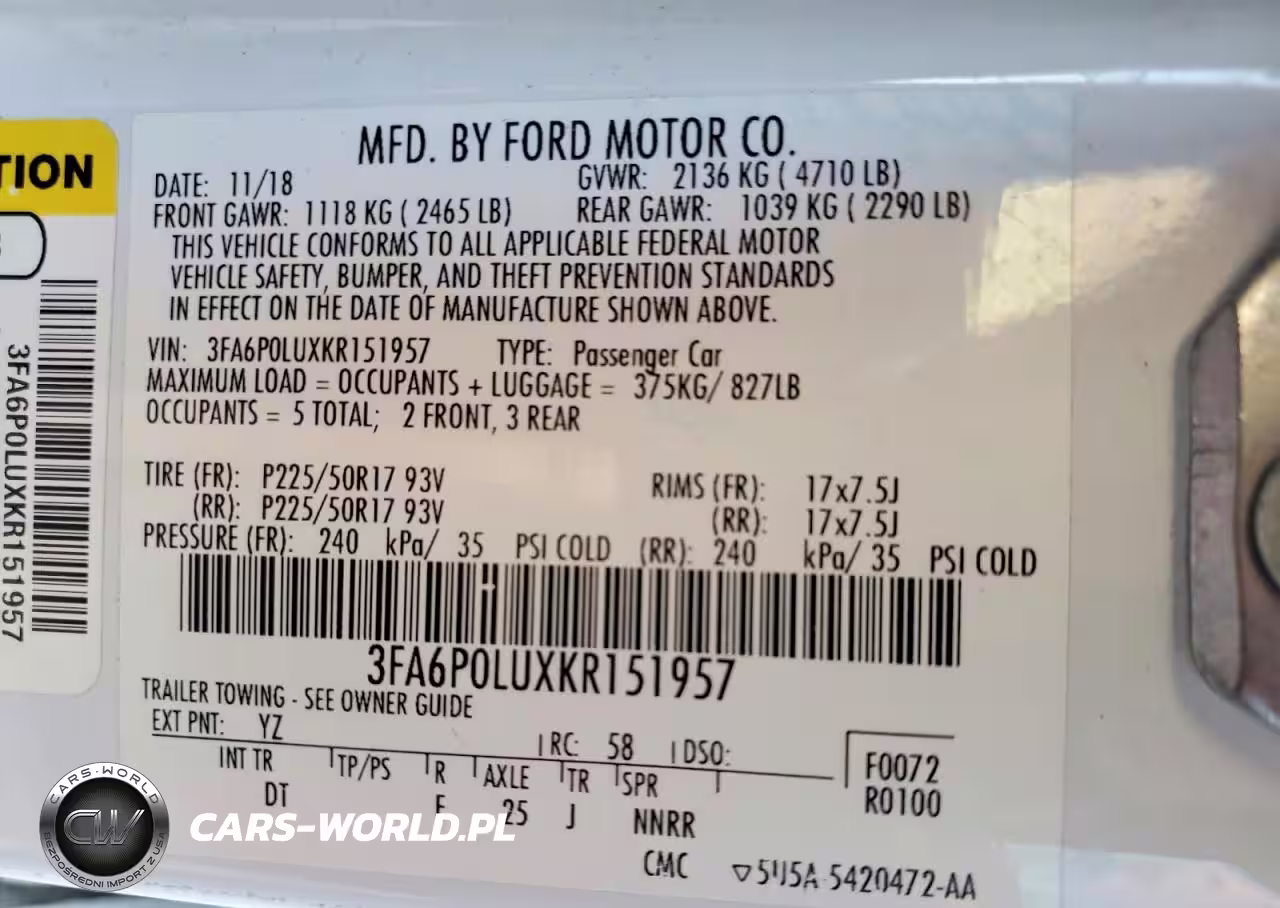 TION
3FA6P0LUXKR151957
MFD. BY FORD MOTOR CO.
DATE: 11/18 GVWR: 2136 KG ( 4710 LB)
FRONT GAWR: 1118 KG ( 2465 LB) REAR GAWR: 1039 KG ( 2290 LB)
THIS VEHICLE CONFORMS TO ALL APPLICABLE FEDERAL MOTOR
VEHICLE SAFETY, BUMPER, AND THEFT PREVENTION STANDARDS
IN EFFECT ON THE DATE OF MANUFACTURE SHOWN ABOVE.
VIN: 3FA6P0LUXKR151957 TYPE: Passenger Car
MAXIMUM LOAD = OCCUPANTS + LUGGAGE = 375KG/ 827LB
OCCUPANTS = 5 TOTAL; 2 FRONT, 3 REAR
TIRE (FR): P225/50R17 93V RIMS (FR): 17x7.5J
(RR): P225/50R17 93V (RR): 17x7.5J
PRESSURE (FR): 240 kPa/ 35 PSI COLD (RR): 240 kPa/ 35 PSI COLD
3FA6P0LUXKR151957
TRAILER TOWING - SEE OWNER GUIDE
EXT PNT: YZ RC: 58 DSO:
INT TR TP/PS R AXLE TR SPR F0072
DT 25 J NNRR R0100
CMC 5U5A-5420472-AA
CARS-WORLD
CW
BEZPOŚREDNI IMPORT Z USA
CARS-WORLD.PL